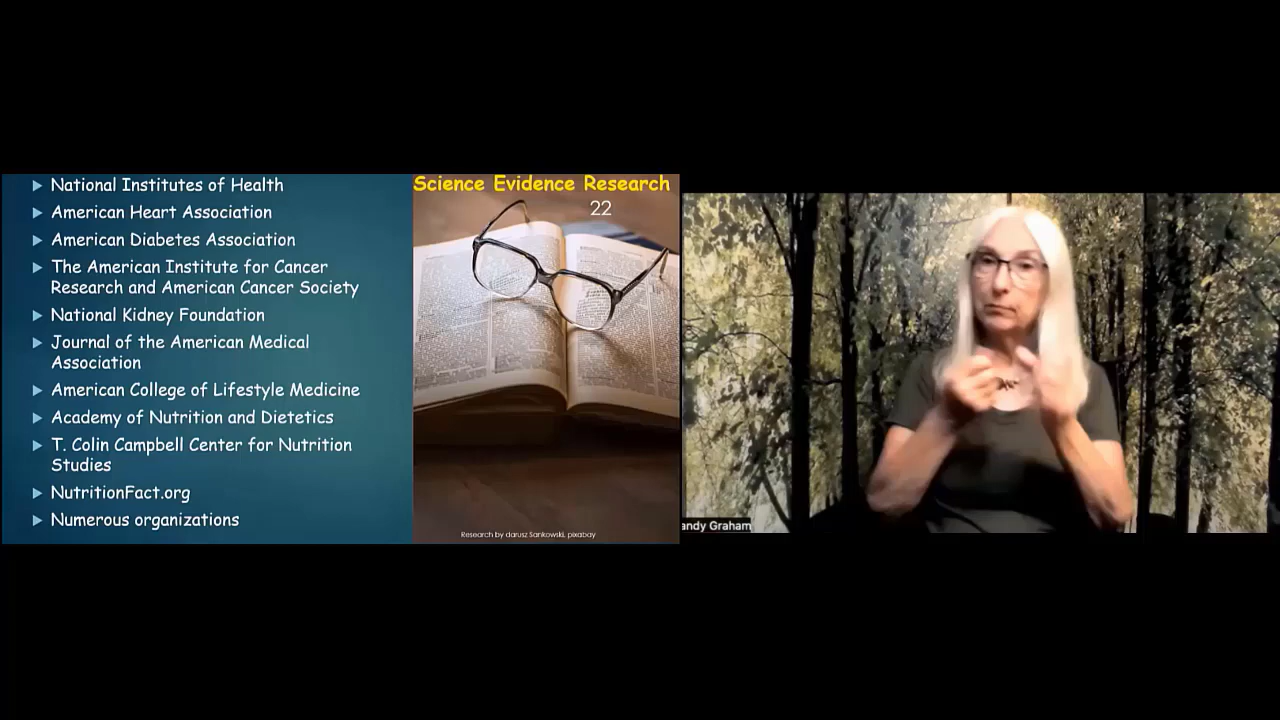 National Institutes of Health
American Heart Association
American Diabetes Association
The American Institute for Cancer
Research and American Cancer Society
National Kidney Foundation
Journal of the American Medical
Association
American College of Lifestyle Medicine
Academy of Nutrition and Dietetics
T. Colin Campbell Center for Nutrition
Studies
NutritionFact.org
Numerous organizations
Science Evidence Research
22
Research by darusz Sankowski, pixabay
andy Graham